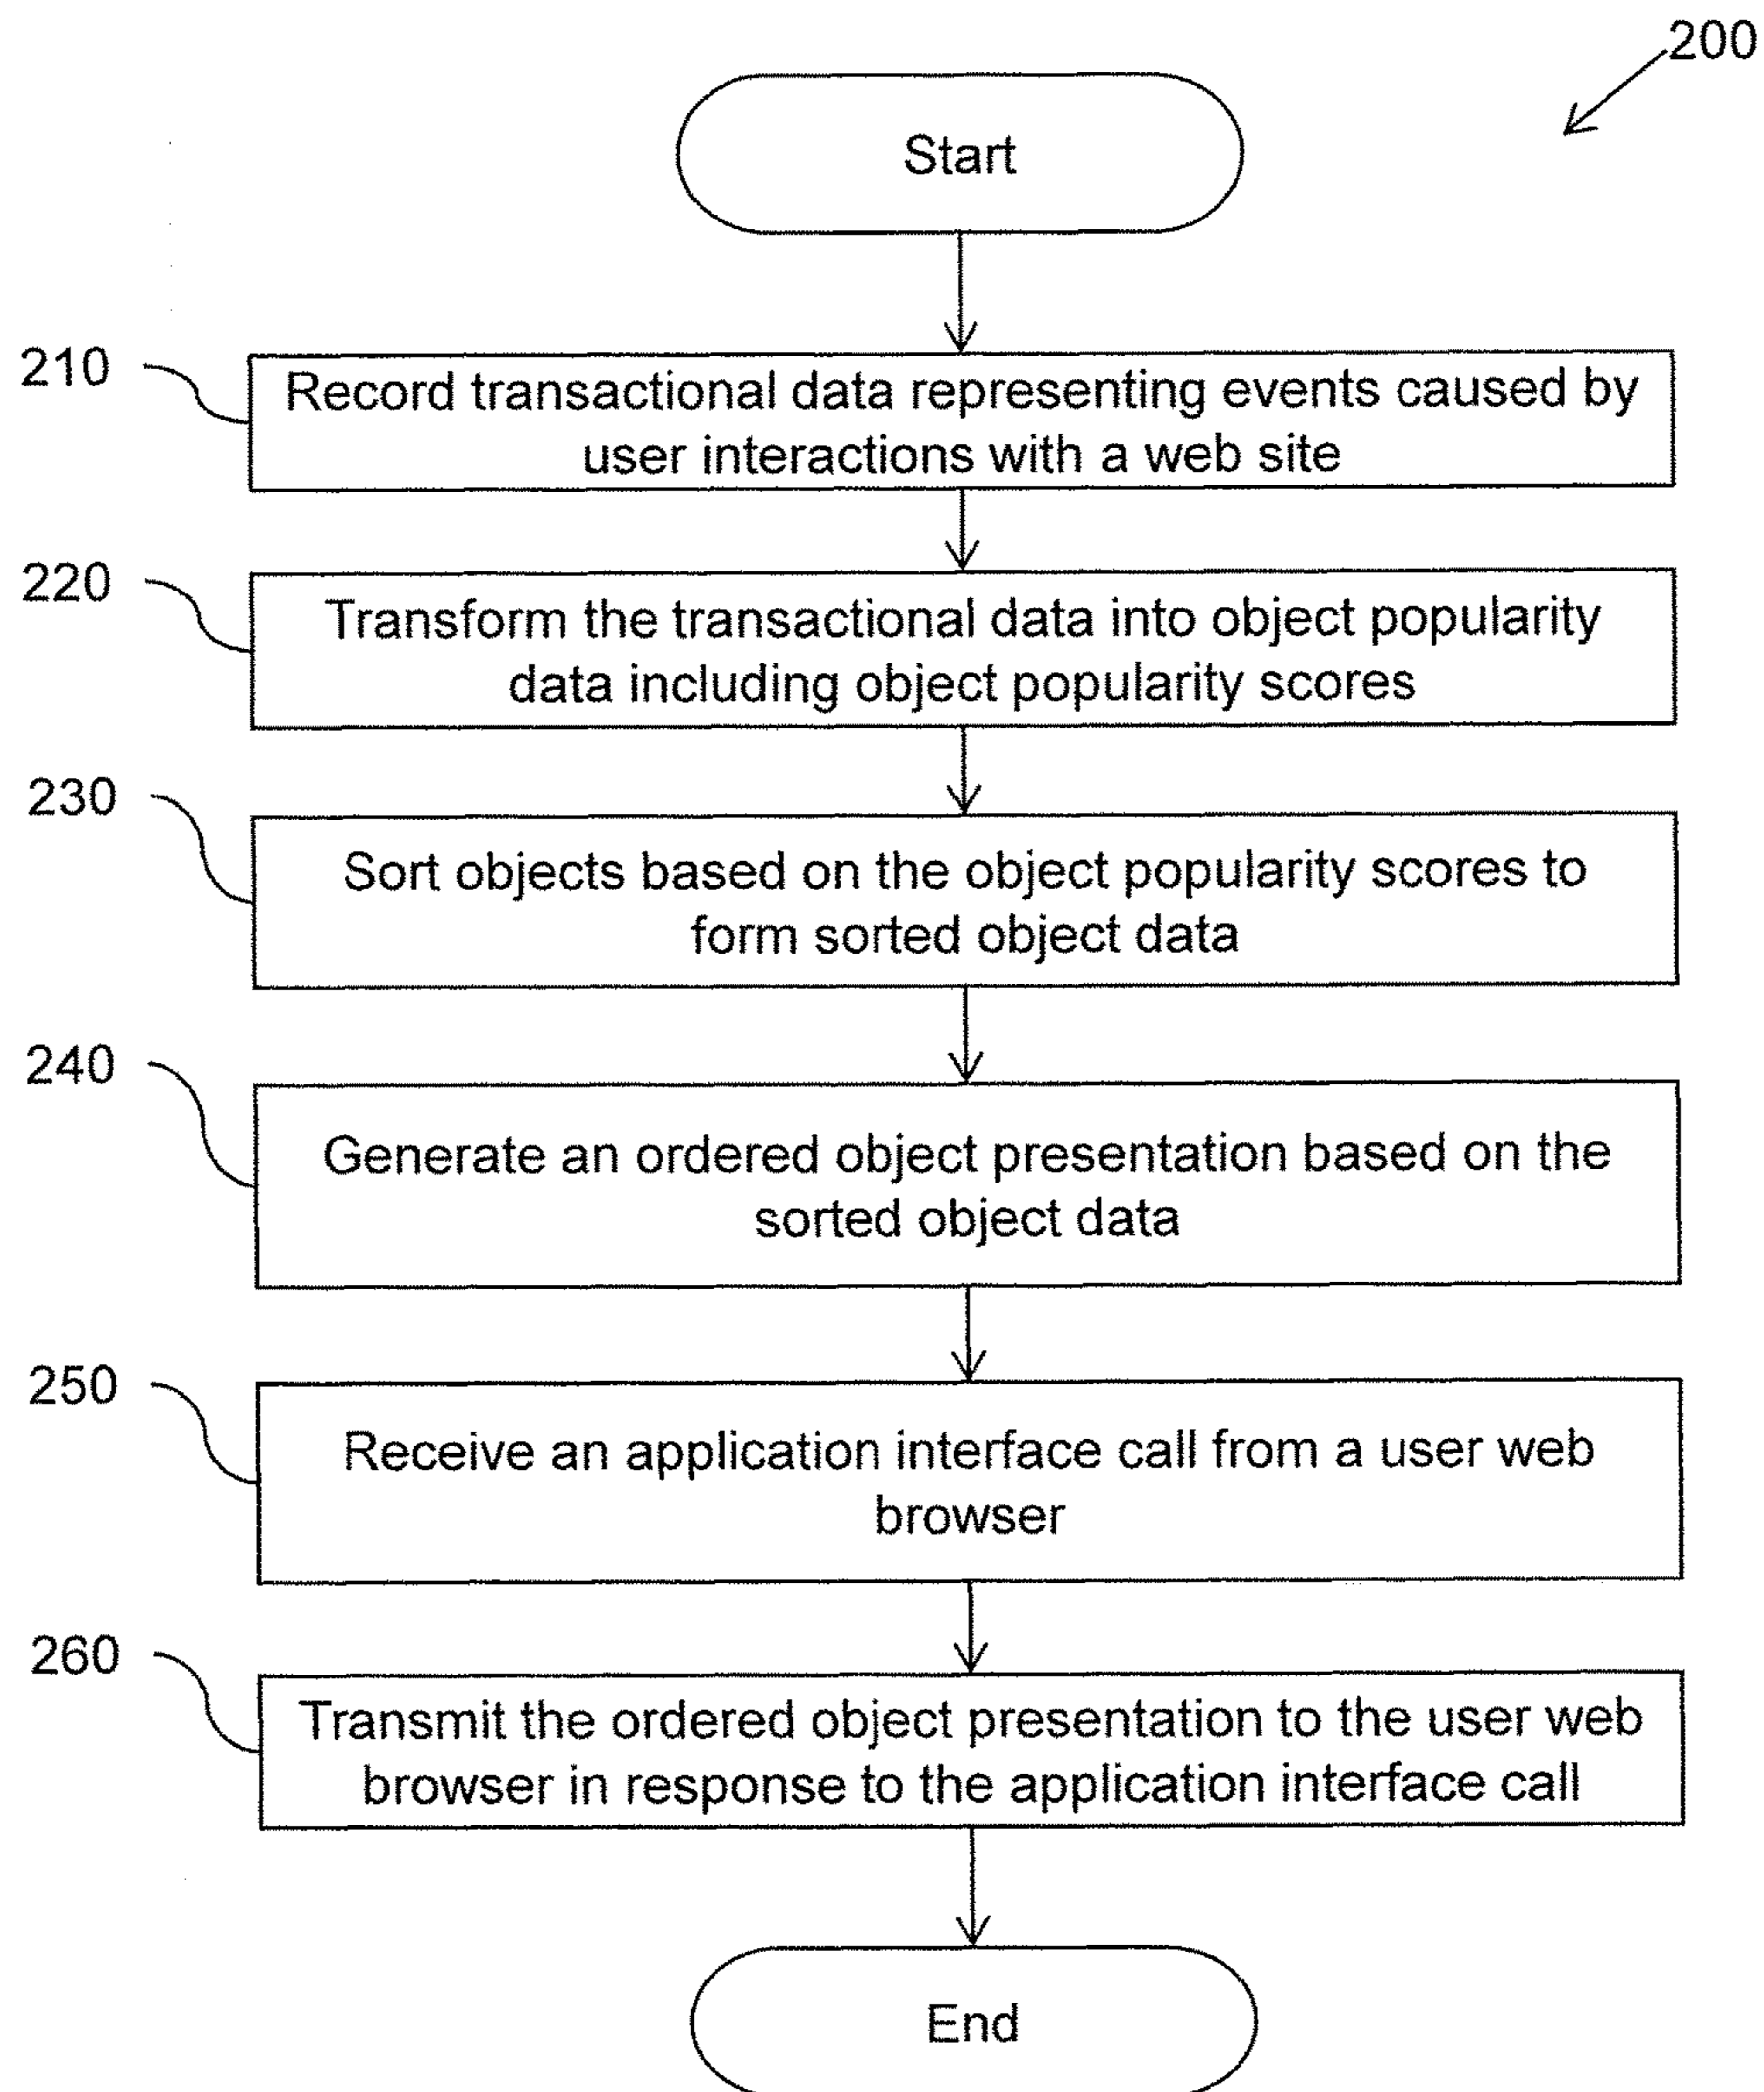 200
Start
210
Record transactional data representing events caused by
user interactions with a web site
220
Transform the transactional data into object popularity
data including object popularity scores
230
Sort objects based on the object popularity scores to
form sorted object data
240
Generate an ordered object presentation based on the
sorted object data
250
Receive an application interface call from a user web
browser
260
Transmit the ordered object presentation to the user web
browser in response to the application interface call
End